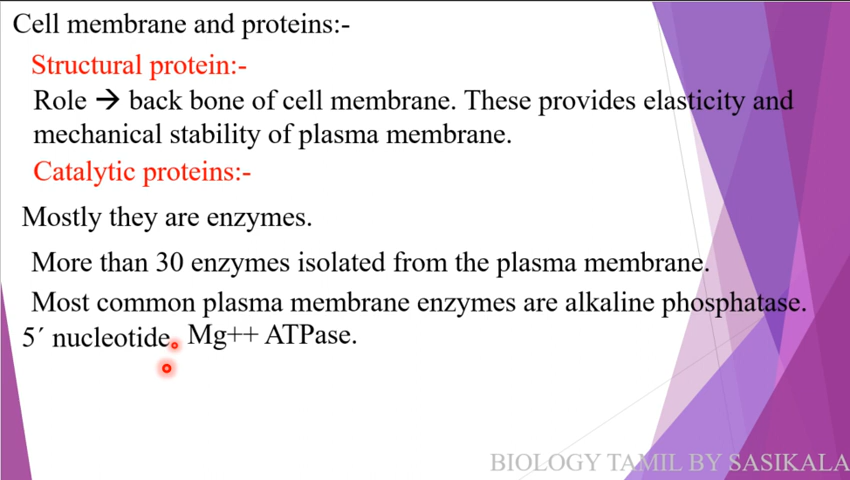 Cell membrane and proteins:-
Structural protein:-
Role → back bone of cell membrane. These provides elasticity and
mechanical stability of plasma membrane.
Catalytic proteins:-
Mostly they are enzymes.
More than 30 enzymes isolated from the plasma membrane.
Most common plasma membrane enzymes are alkaline phosphatase.
5´ nucleotide, Mg++ ATPase.
BIOLOGY TAMIL BY SASIKALA